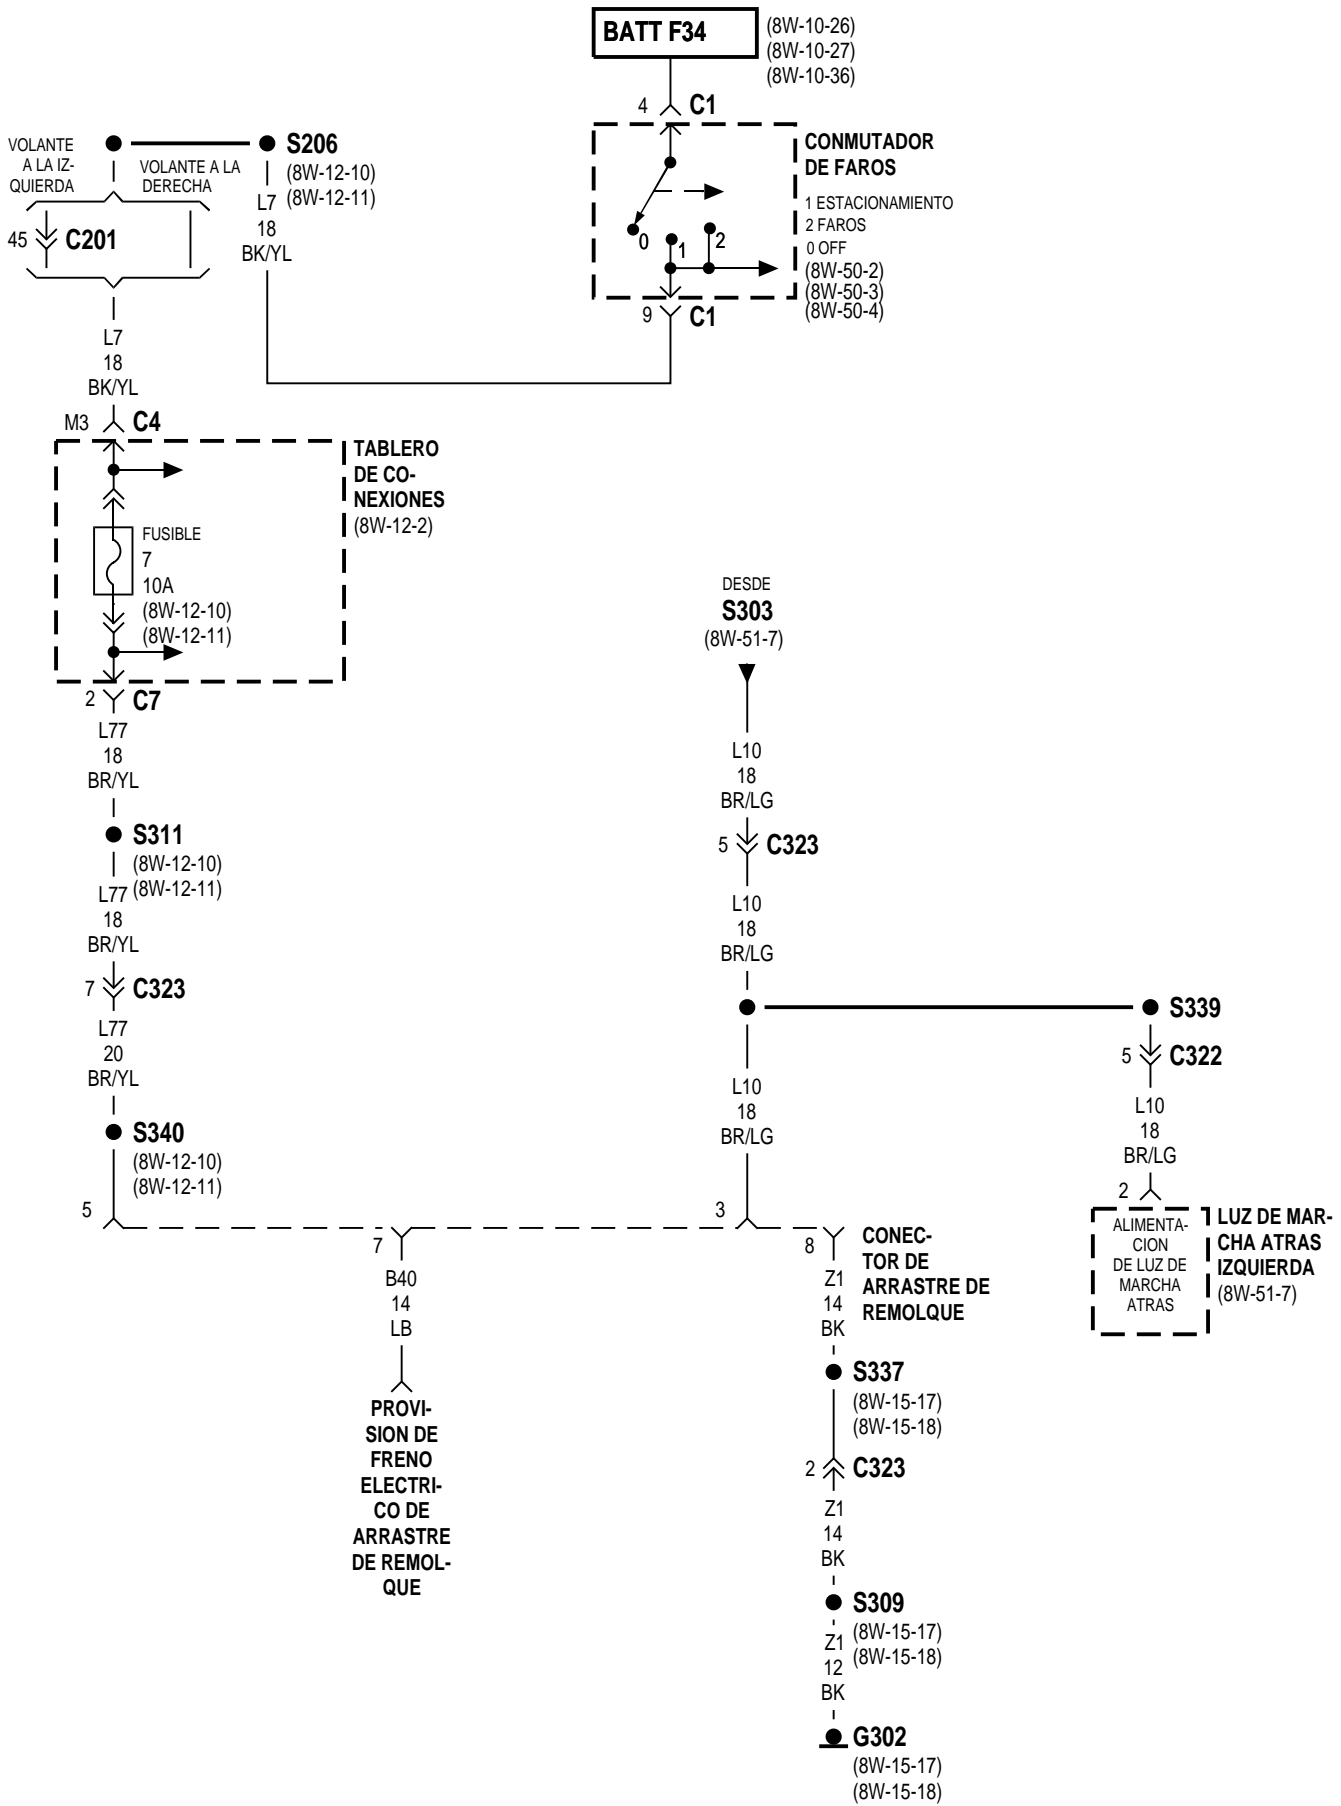 BATT F34
(8W-10-26)
(8W-10-27)
(8W-10-36)
4
C1
CONMUTADOR
DE FAROS
1 ESTACIONAMIENTO
2 FAROS
0 OFF
(8W-50-2)
(8W-50-3)
(8W-50-4)
0
1
2
9
C1
VOLANTE
A LA IZ-
QUIERDA
VOLANTE A LA
DERECHA
S206
(8W-12-10)
(8W-12-11)
L7
18
BK/YL
45
C201
L7
18
BK/YL
M3
C4
TABLERO
DE CO-
NEXIONES
(8W-12-2)
FUSIBLE
7
10A
(8W-12-10)
(8W-12-11)
2
C7
L77
18
BR/YL
S311
(8W-12-10)
(8W-12-11)
L77
18
BR/YL
7
C323
L77
20
BR/YL
S340
(8W-12-10)
(8W-12-11)
5
DESDE
S303
(8W-51-7)
L10
18
BR/LG
5
C323
L10
18
BR/LG
S339
5
C322
L10
18
BR/LG
2
ALIMENTA-
CION
DE LUZ DE
MARCHA
ATRAS
LUZ DE MAR-
CHA ATRAS
IZQUIERDA
(8W-51-7)
L10
18
BR/LG
3
7
B40
14
LB
PROVI-
SION DE
FRENO
ELECTRI-
CO DE
ARRASTRE
DE REMOL-
QUE
8
CONEC-
TOR DE
ARRASTRE DE
REMOLQUE
Z1
14
BK
S337
(8W-15-17)
(8W-15-18)
2
C323
Z1
14
BK
S309
(8W-15-17)
(8W-15-18)
Z1
12
BK
G302
(8W-15-17)
(8W-15-18)